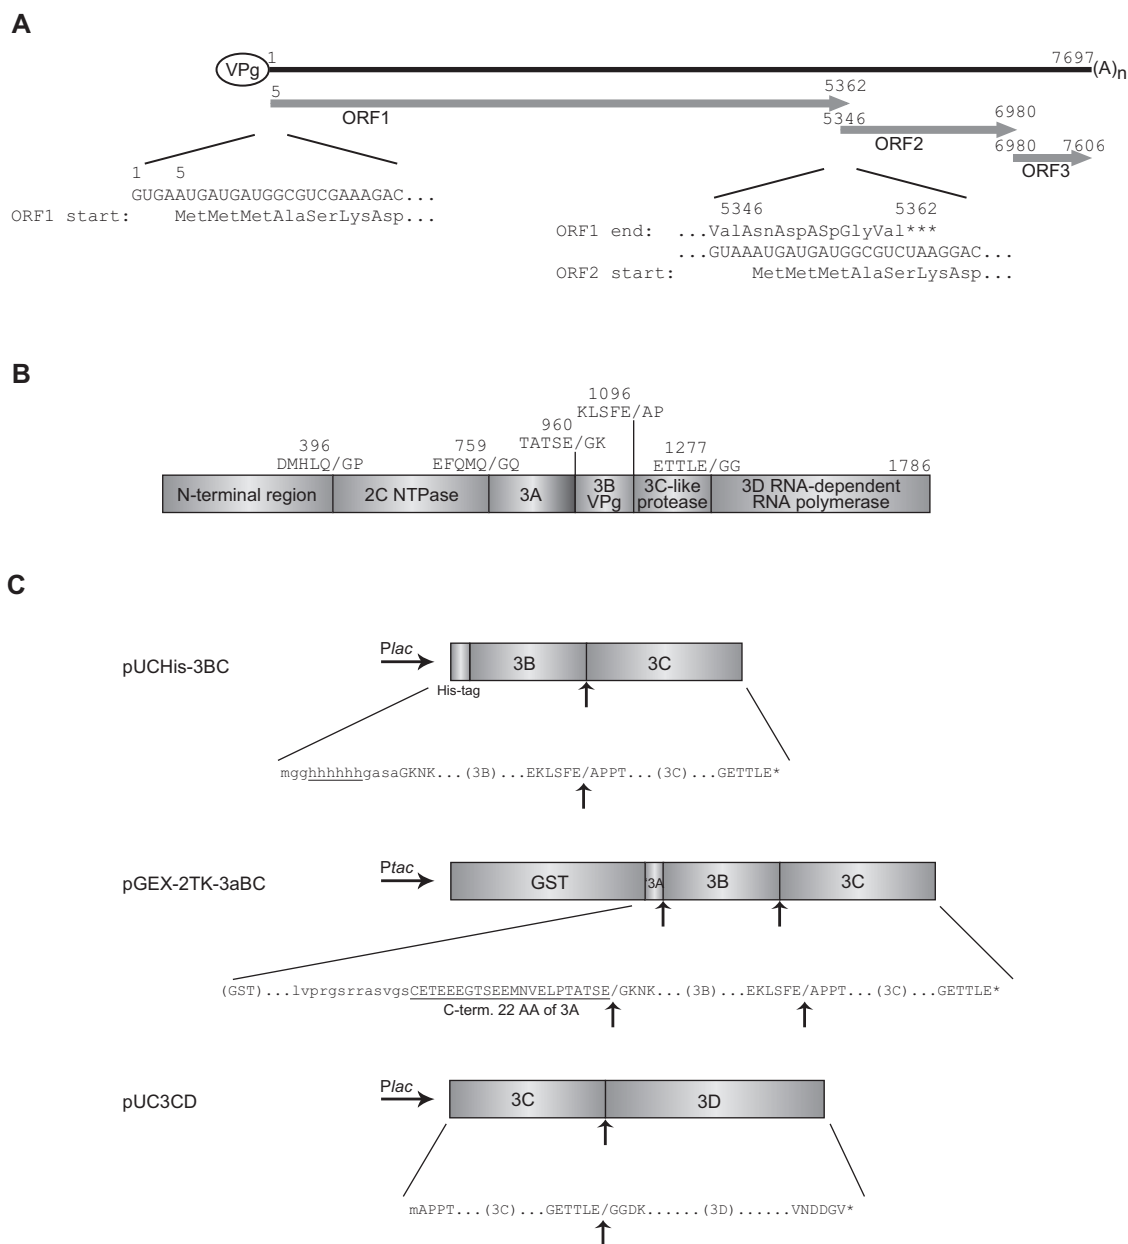 A
VPg
1
7697
(A)n
5
5362
ORF1
5346
6980
ORF2
6980 7606
ORF3
1 5
GUGAAUGAUGAUGGCGUCGAAAGAC...
ORF1 start: MetMetMetAlaSerLysAsp...
5346 5362
ORF1 end: ...ValAsnAspASpGlyVal***
...GUAAAUGAUGAUGGCGUCUAAGGAC...
ORF2 start: MetMetMetAlaSerLysAsp...
B
1096
KLSFE/AP
960
TATSE/GK
396
DMHLQ/GP
759
EFQMQ/GQ
1277
ETTLE/GG
1786
N-terminal region
2C NTPase
3A
3B
VPg
3C-like
protease
3D RNA-dependent
RNA polymerase
C
pUCHis-3BC
Plac
3B
3C
His-tag
mgghhhhhhgasaGKNK...(3B)...EKLSFE/APPT...(3C)...GETTLE*
pGEX-2TK-3aBC
Ptac
GST
'3A
3B
3C
(GST)...lvprgsrrasvgsCETEEEGTSEEMNVELPTATSE/GKNK...(3B)...EKLSFE/APPT...(3C)...GETTLE*
C-term. 22 AA of 3A
pUC3CD
Plac
3C
3D
mAPPT...(3C)...GETTLE/GGDK......(3D)......VNDDGV*